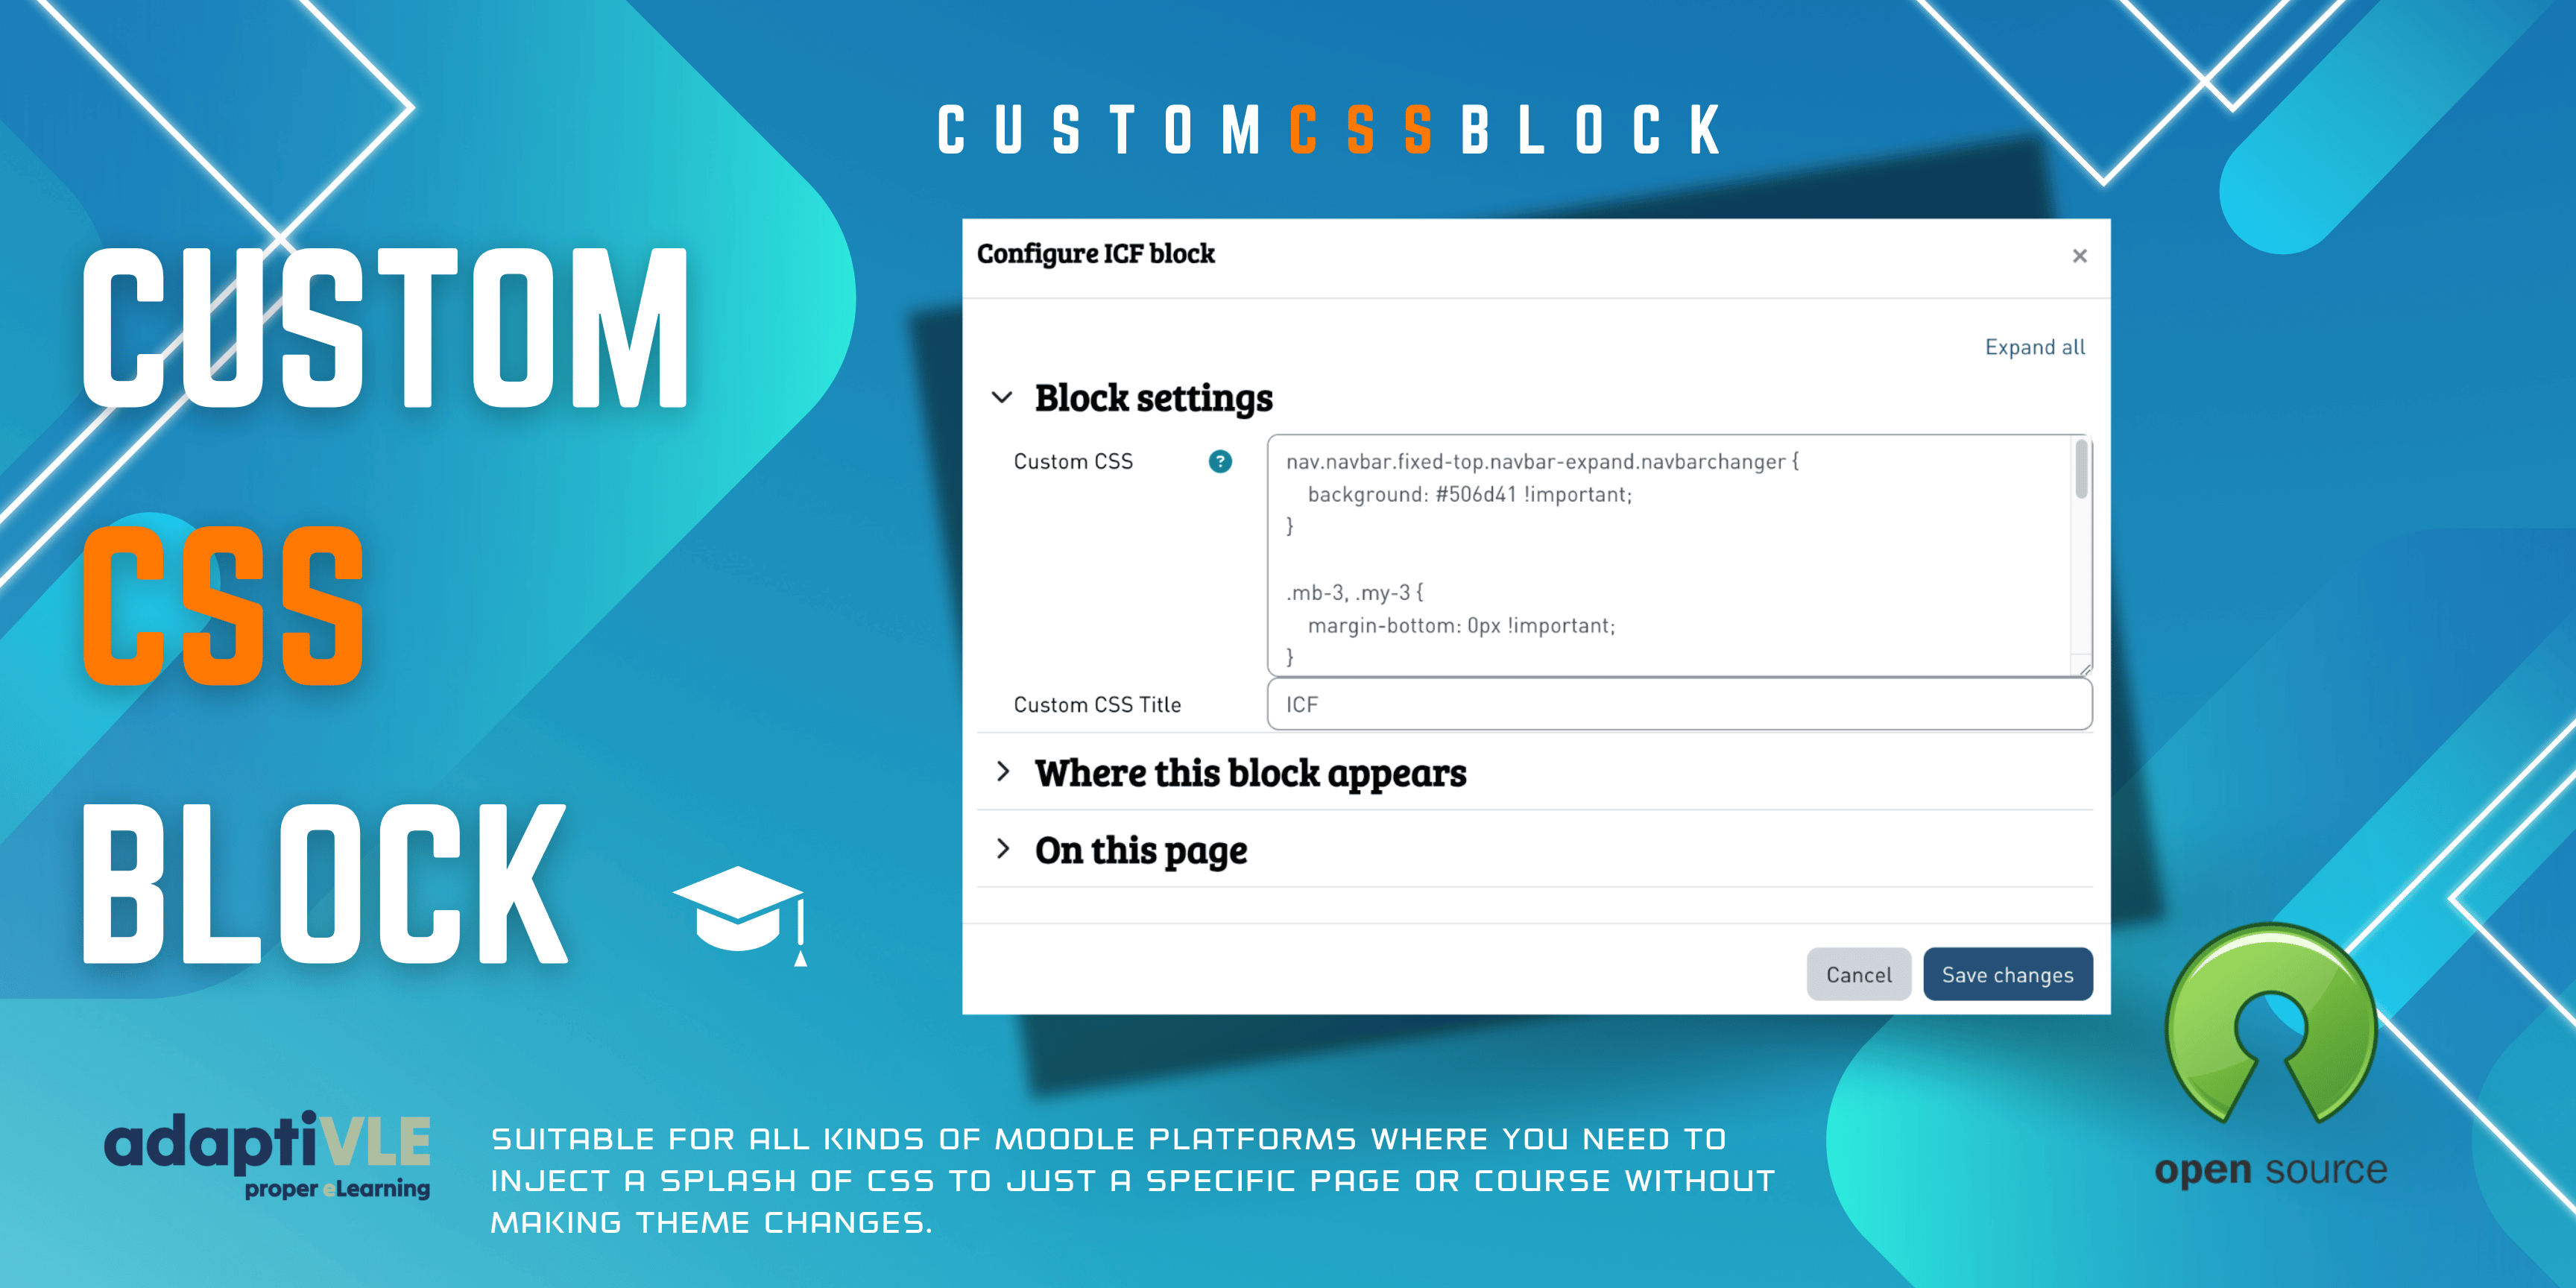 CUSTOM
CSS
BLOCK
CUSTOMCSSBLOCK
Configure ICF block
×
Expand all
Block settings
Custom CSS
?
nav.navbar.fixed-top.navbar-expand.navbarchanger {
background: #506d41 !important;
}
.mb-3, .my-3 {
margin-bottom: 0px !important;
}
Custom CSS Title
ICF
Where this block appears
On this page
Cancel
Save changes
adaptiVLE
proper eLearning
SUITABLE FOR ALL KINDS OF MOODLE PLATFORMS WHERE YOU NEED TO
INJECT A SPLASH OF CSS TO JUST A SPECIFIC PAGE OR COURSE WITHOUT
MAKING THEME CHANGES.
open source